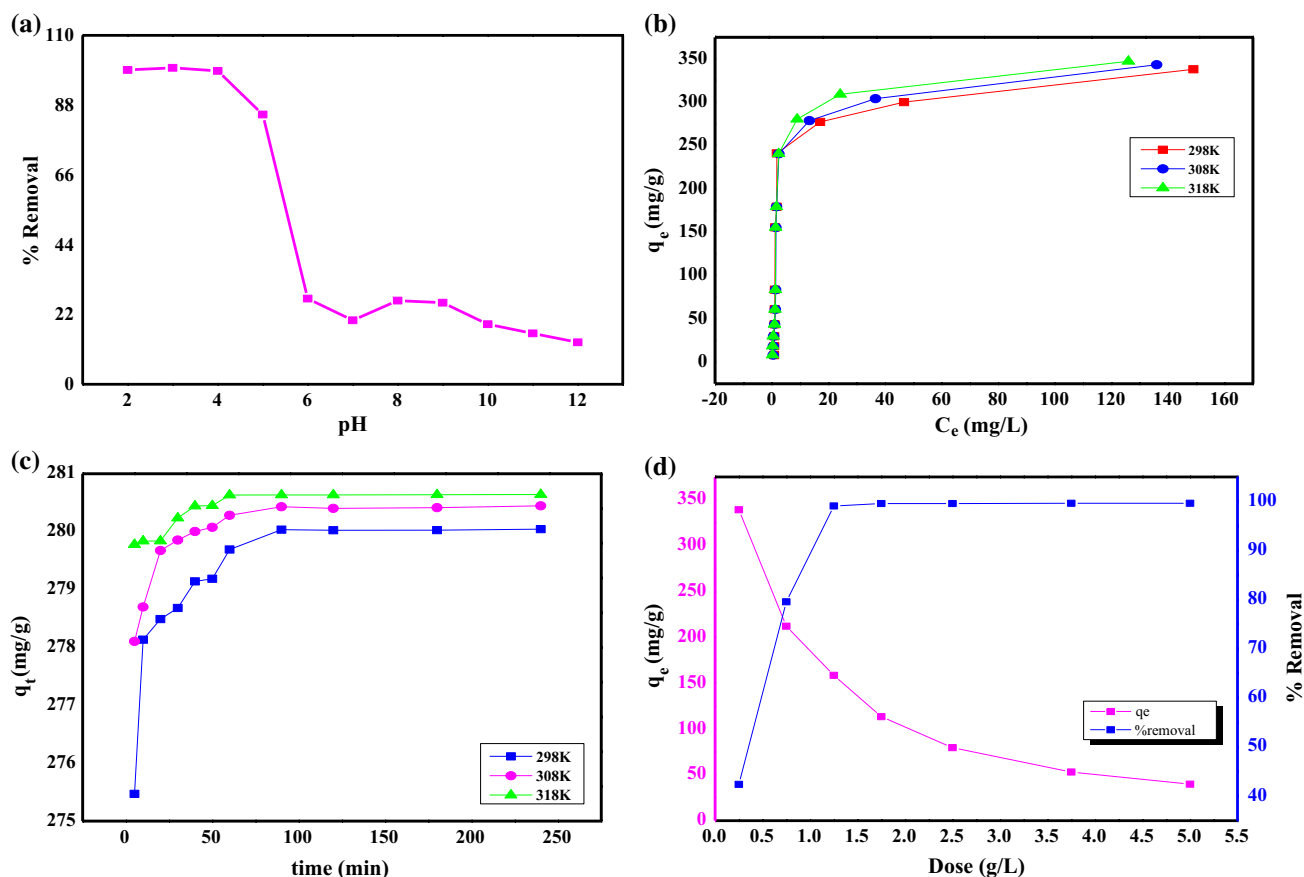 (a)
110
88
66
44
22
0
% Removal
2 4 6 8 10 12
pH
(b)
350
300
250
200
150
100
50
0
q_e (mg/g)
298K
308K
318K
-20 0 20 40 60 80 100 120 140 160
C_e (mg/L)
(c)
281
280
279
278
277
276
275
q_t (mg/g)
298K
308K
318K
0 50 100 150 200 250
time (min)
(d)
350
300
250
200
150
100
50
0
q_e (mg/g)
100
90
80
70
60
50
40
% Removal
qe
%removal
0.0 0.5 1.0 1.5 2.0 2.5 3.0 3.5 4.0 4.5 5.0 5.5
Dose (g/L)